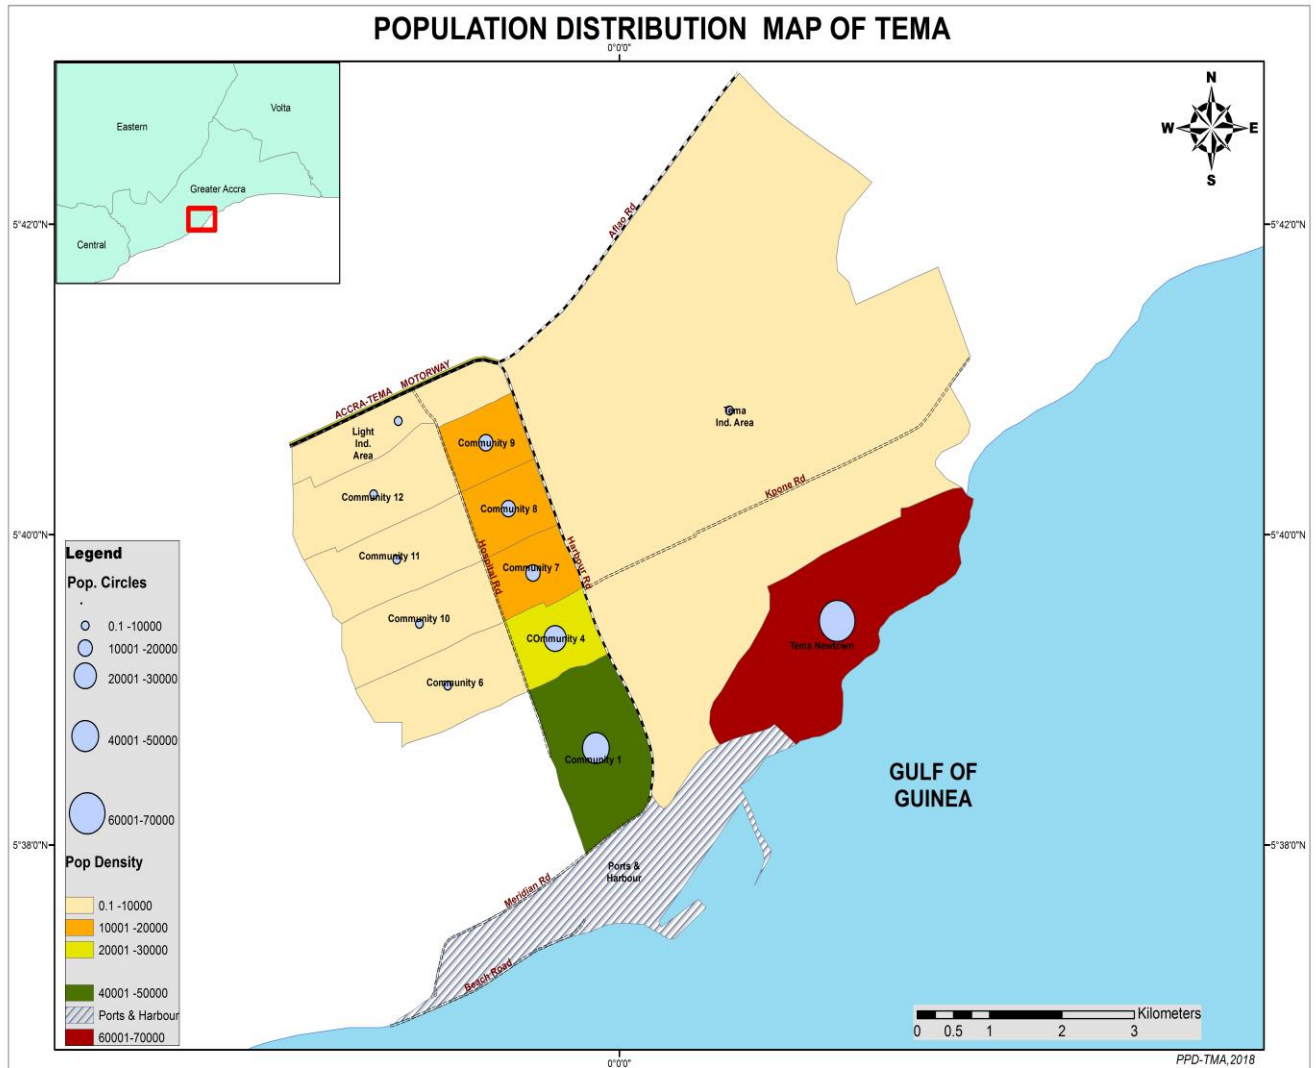 POPULATION DISTRIBUTION MAP OF TEMA
0°0'0"
Eastern
Volta
Greater Accra
Central
N
W
E
S
5°42'0"N
5°42'0"N
Aflao Rd
ACCRA-TEMA MOTORWAY
Light
Ind.
Area
Community 9
Tema
Ind. Area
Community 12
Community 8
Kpone Rd
5°40'0"N
5°40'0"N
Community 11
Hospital Rd
Community 7
Harbour Rd
Community 10
COmmunity 4
Tema Newtown
Community 6
Community 1
GULF OF
GUINEA
5°38'0"N
5°38'0"N
Ports &
Harbour
Meridian Rd
Beach Road
Legend
Pop. Circles
0.1 -10000
10001 -20000
20001 -30000
40001 -50000
60001-70000
Pop Density
0.1 -10000
10001 -20000
20001 -30000
40001 -50000
Ports & Harbour
60001-70000
Kilometers
0 0.5 1 2 3
0°0'0"
PPD-TMA,2018